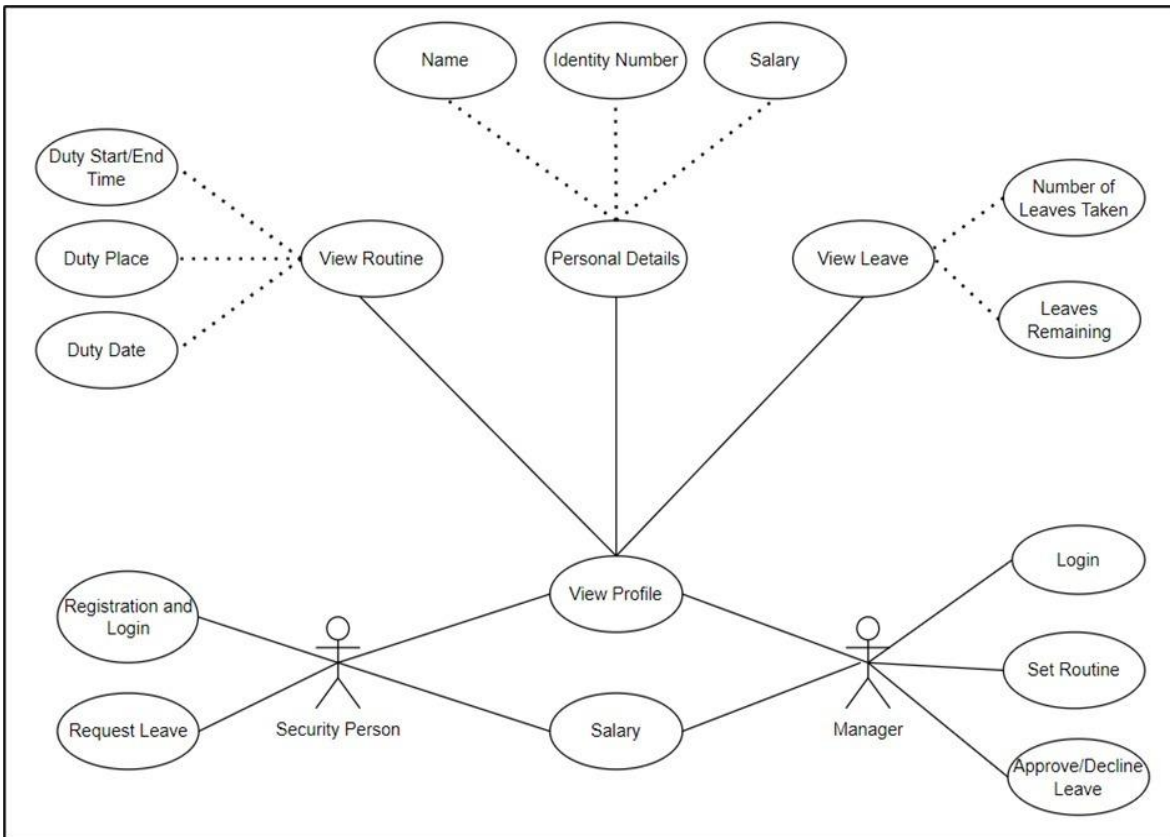 Name
Identity Number
Salary
Duty Start/End
Time
Number of
Leaves Taken
Duty Place
View Routine
Personal Details
View Leave
Duty Date
Leaves
Remaining
Login
View Profile
Registration and
Login
Set Routine
Request Leave
Security Person
Salary
Manager
Approve/Decline
Leave